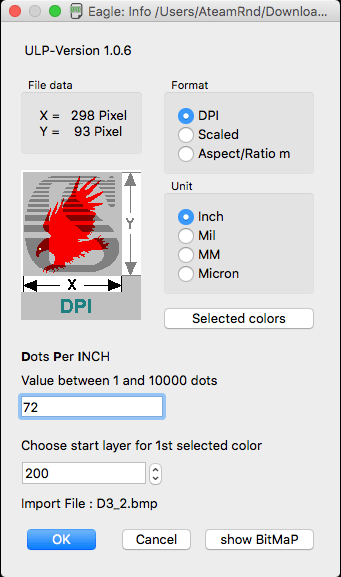 Eagle: Info /Users/AteamRnd/Downloa...
ULP-Version 1.0.6
File data
X = 298 Pixel
Y = 93 Pixel
Format
DPI
Scaled
Aspect/Ratio m
Unit
Inch
Mil
MM
Micron
Y
X
DPI
Selected colors
Dots Per INCH
Value between 1 and 10000 dots
72
Choose start layer for 1st selected color
200
Import File : D3_2.bmp
OK
Cancel
show BitMaP